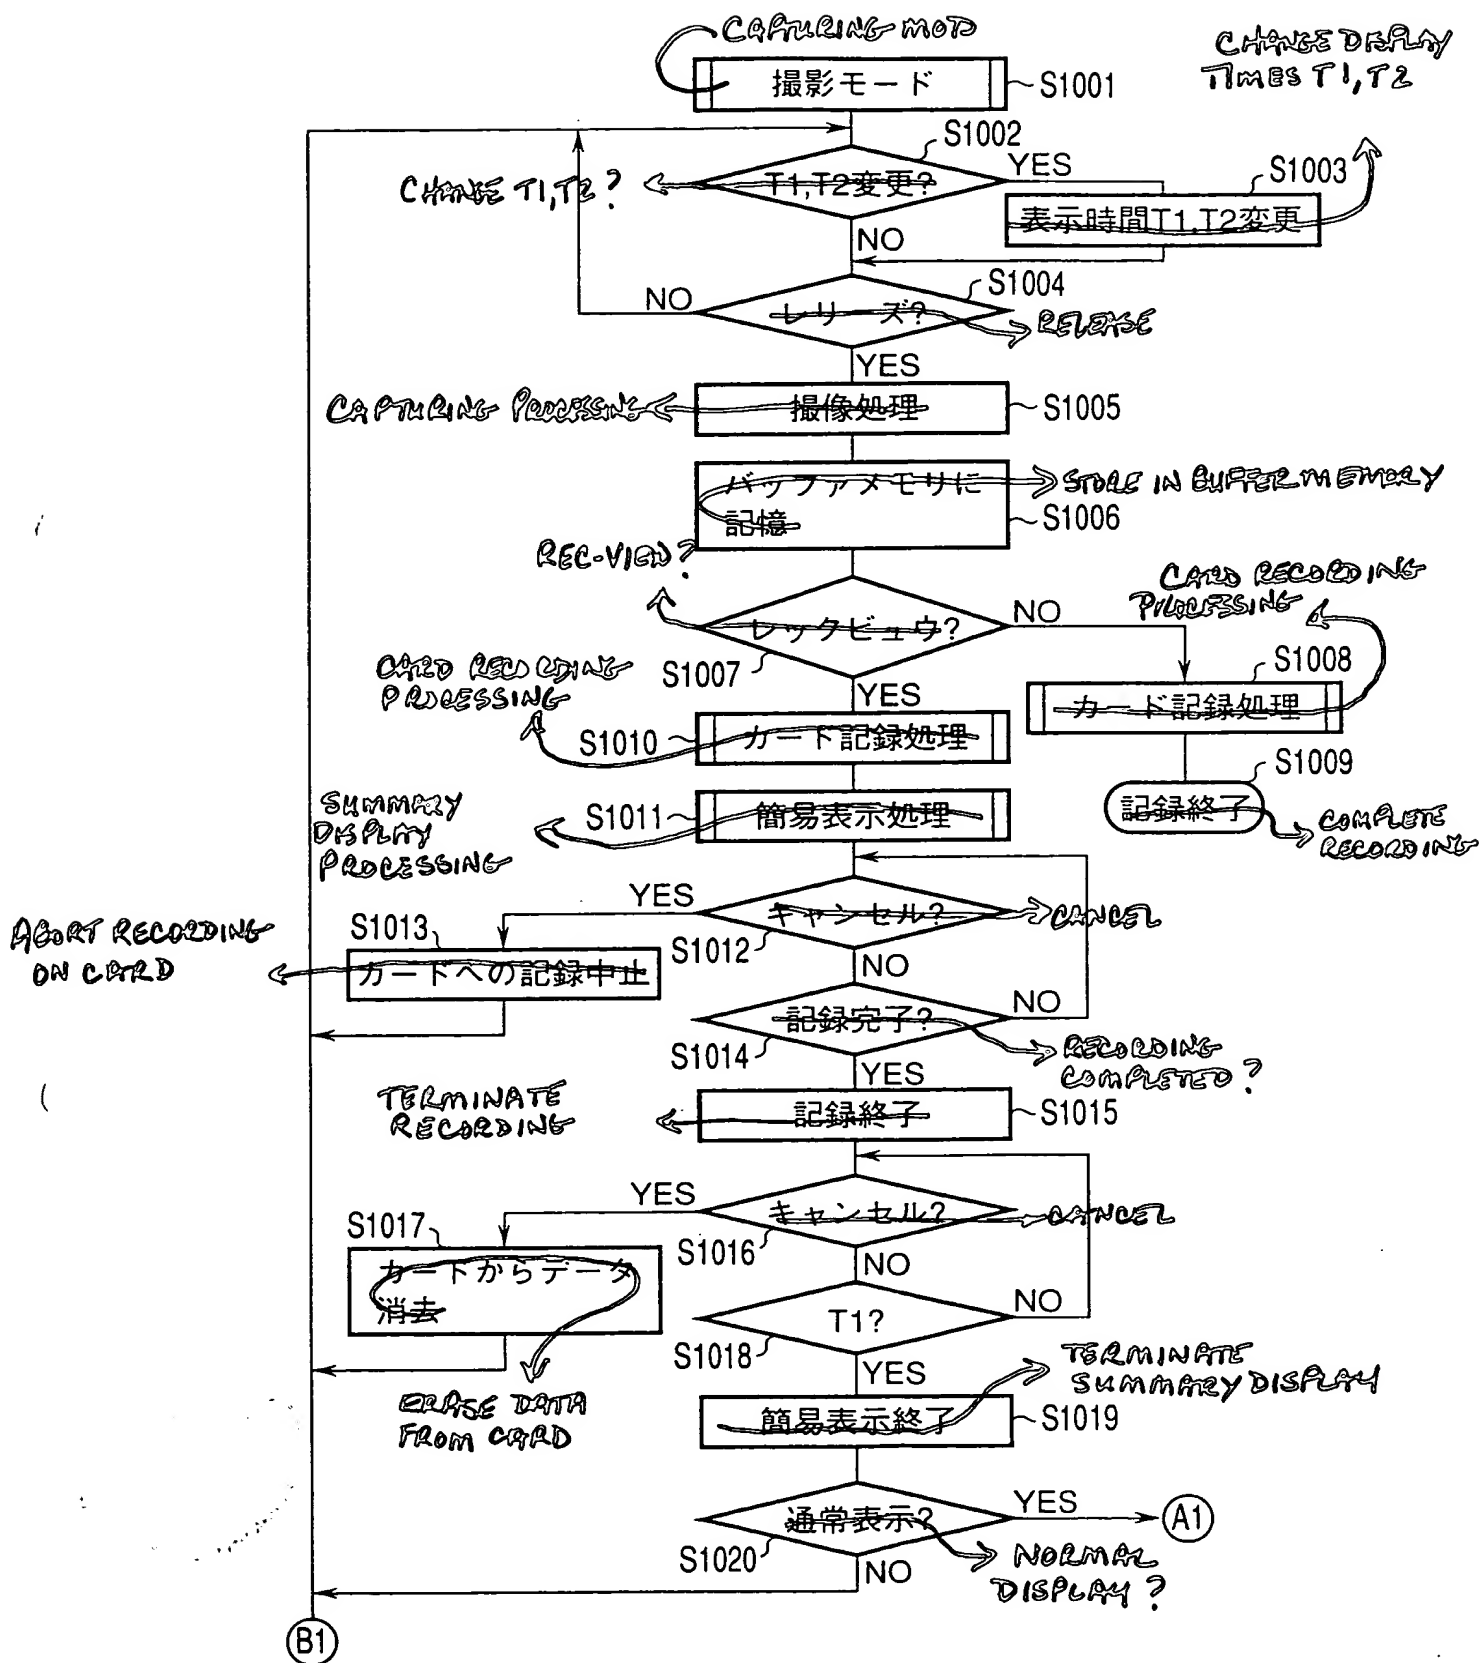 CAPTURING MOD
撮影モード
S1001
CHANGE DISPLAY
TIMES T1, T2
S1002
CHANGE T1, T2?
T1,T2変更?
YES
S1003
表示時間T1,T2変更
NO
S1004
NO
レリーズ?
RELEASE
YES
CAPTURING PROCESSING
撮像処理
S1005
バッファメモリに
記憶
STORE IN BUFFER MEMORY
S1006
REC-VIEW?
レックビュウ?
NO
CARD RECORDING
PROCESSING
S1007
S1008
カード記録処理
YES
CARD RECORDING
PROCESSING
S1010
カード記録処理
S1009
記録終了
COMPLETE
RECORDING
SUMMARY
DISPLAY
PROCESSING
S1011
簡易表示処理
YES
キャンセル?
CANCEL
S1012
NO
ABORT RECORDING
ON CARD
S1013
カードへの記録中止
記録完了?
NO
S1014
RECORDING
COMPLETED?
YES
TERMINATE
RECORDING
記録終了
S1015
YES
キャンセル?
CANCEL
S1016
NO
S1017
カードからデータ
消去
T1?
NO
S1018
YES
ERASE DATA
FROM CARD
TERMINATE
SUMMARY DISPLAY
簡易表示終了
S1019
通常表示?
YES
A1
S1020
NO
NORMAL
DISPLAY?
B1